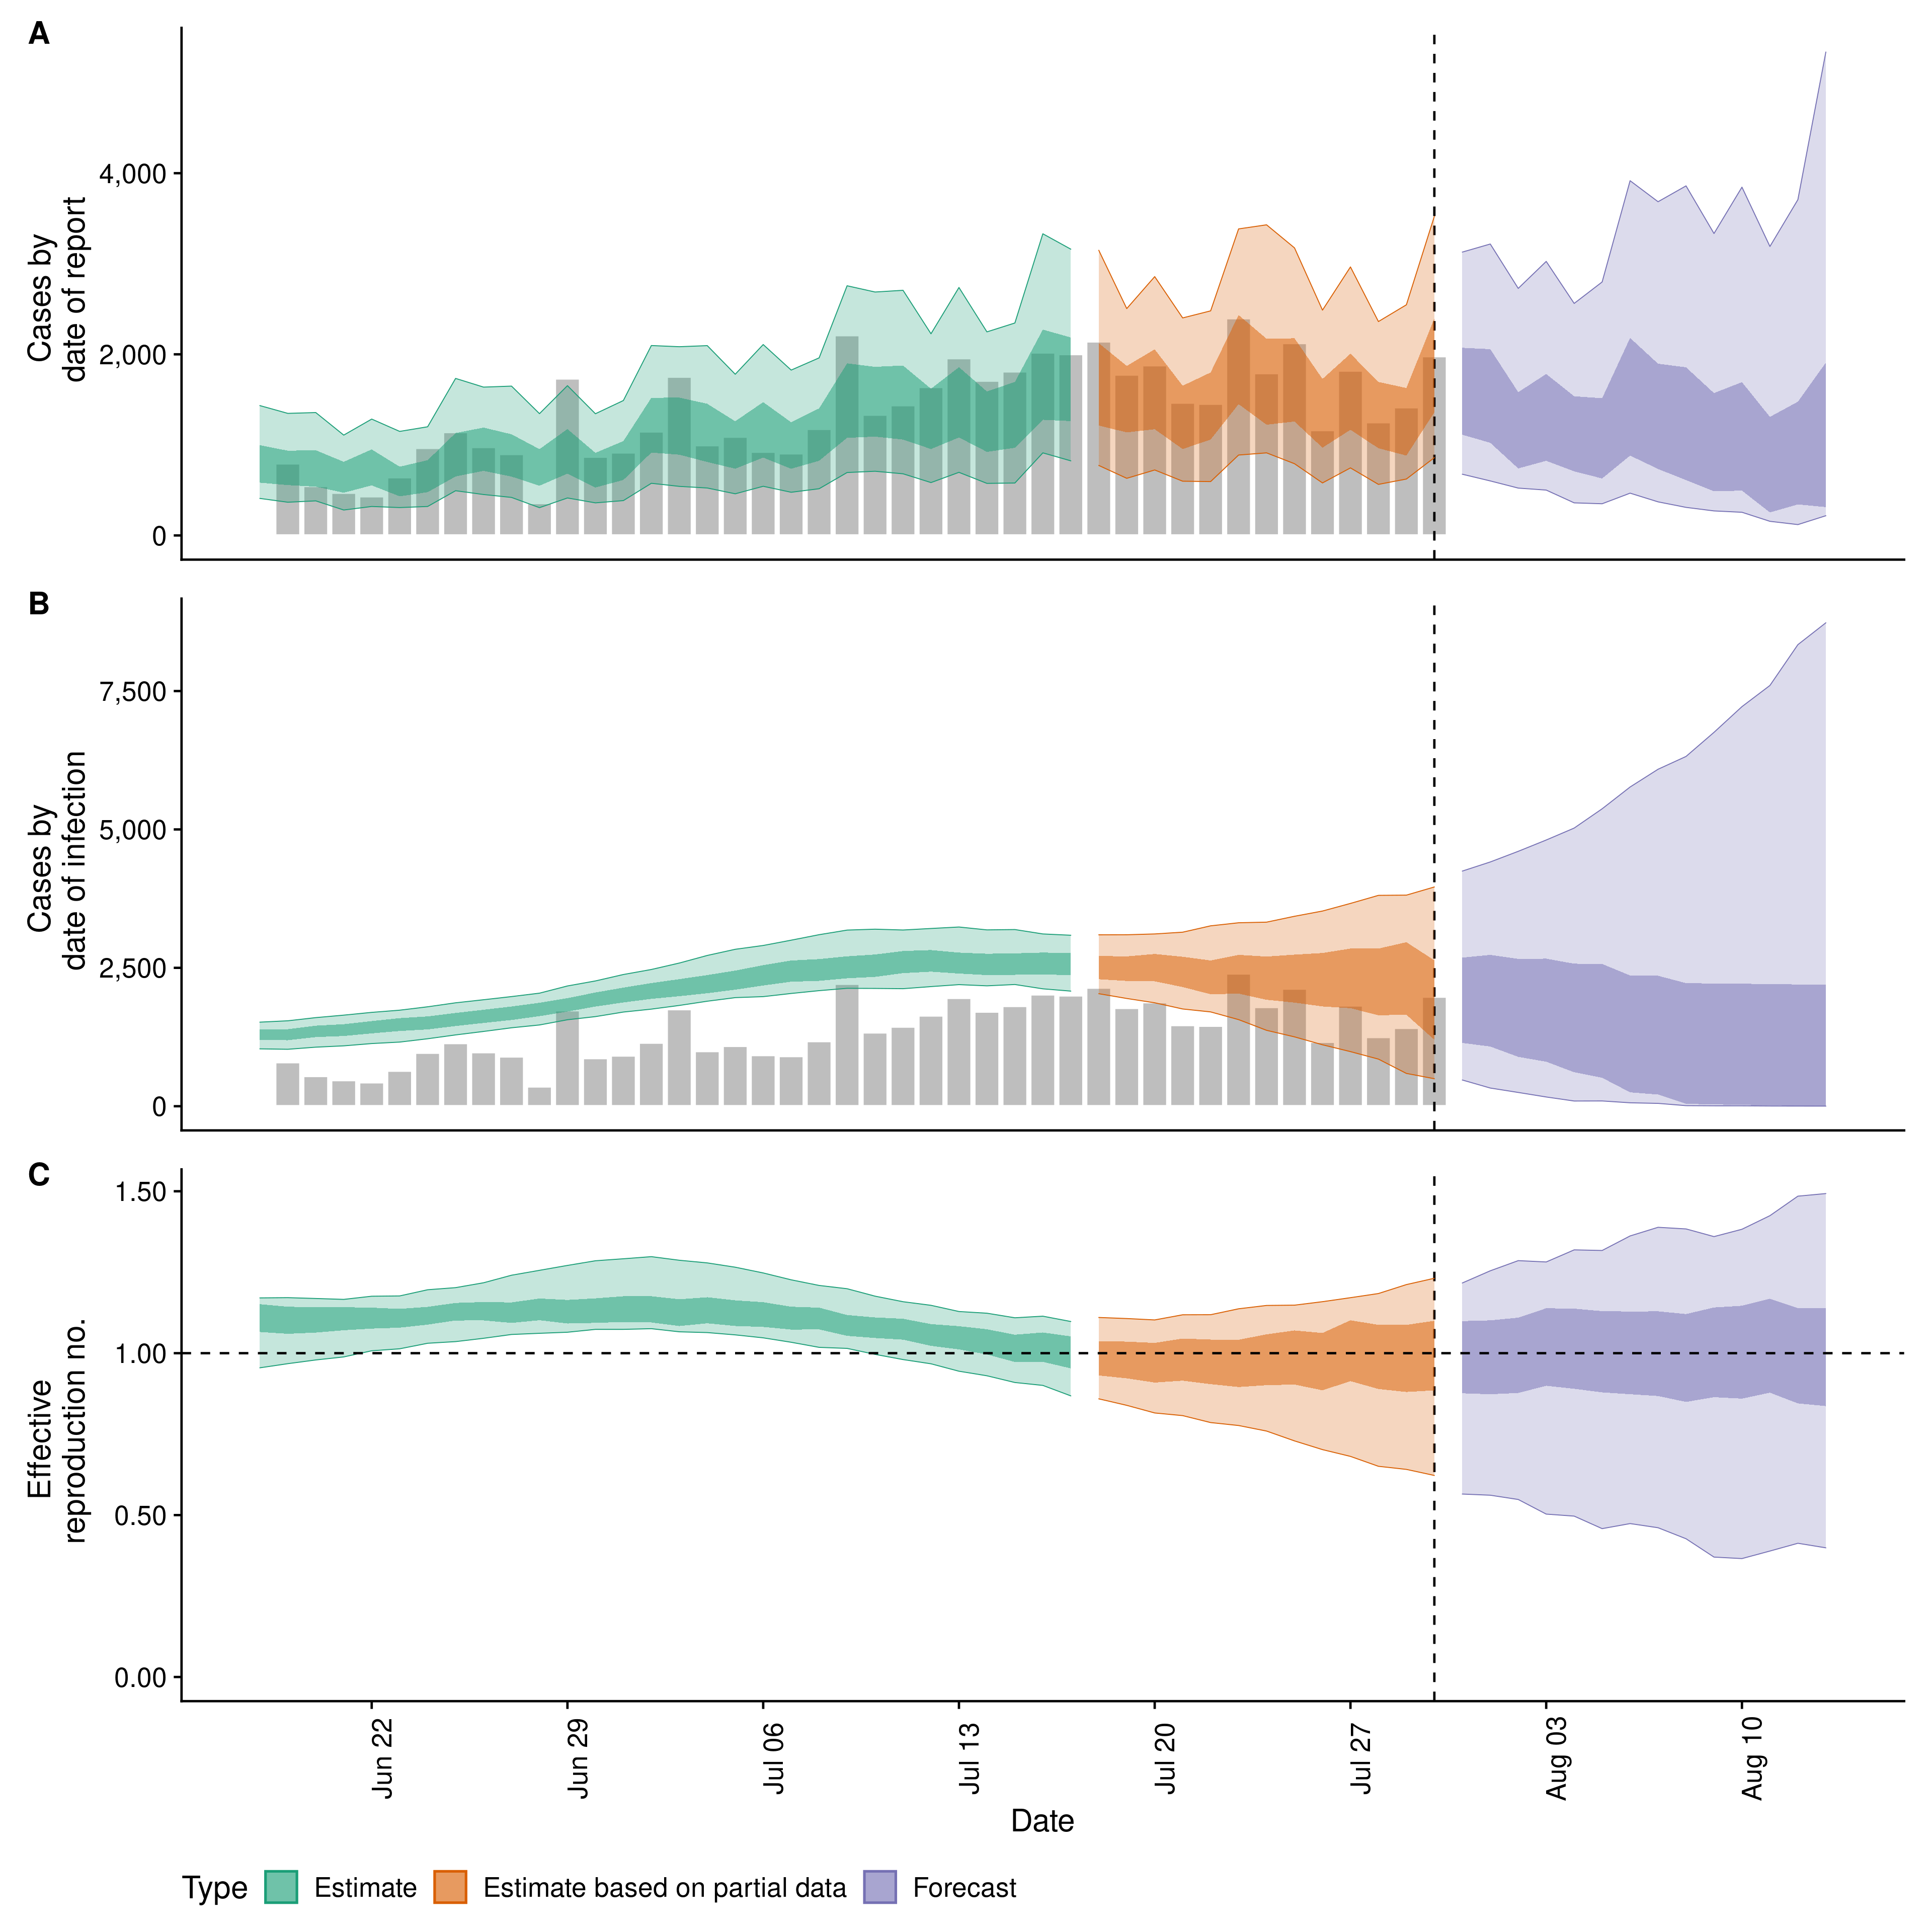 A
Cases by
date of report
4,000
2,000
0
B
Cases by
date of infection
7,500
5,000
2,500
0
C
Effective
reproduction no.
1.50
1.00
0.50
0.00
Jun 22
Jun 29
Jul 06
Jul 13
Jul 20
Jul 27
Aug 03
Aug 10
Date
Type Estimate Estimate based on partial data Forecast